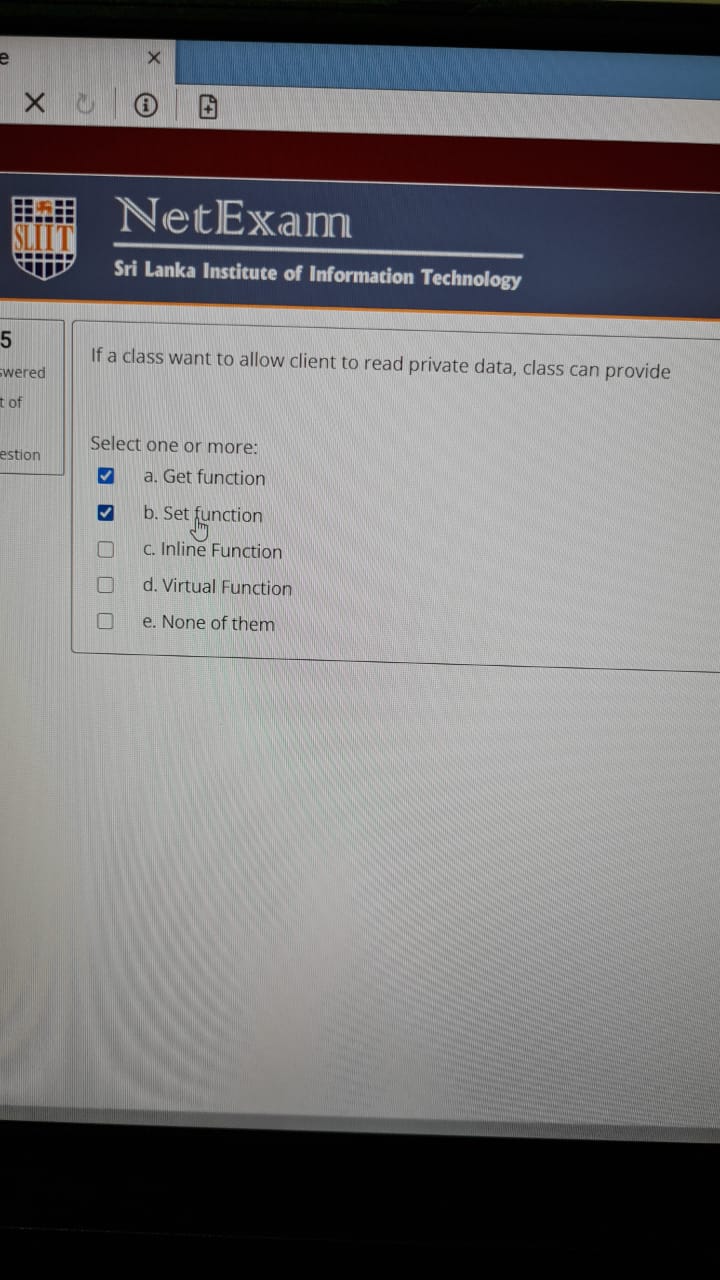 e
SLIIT
NetExam
Sri Lanka Institute of Information Technology
5
wered
t of
estion
If a class want to allow client to read private data, class can provide
Select one or more:
a. Get function
b. Set function
c. Inline Function
d. Virtual Function
e. None of them